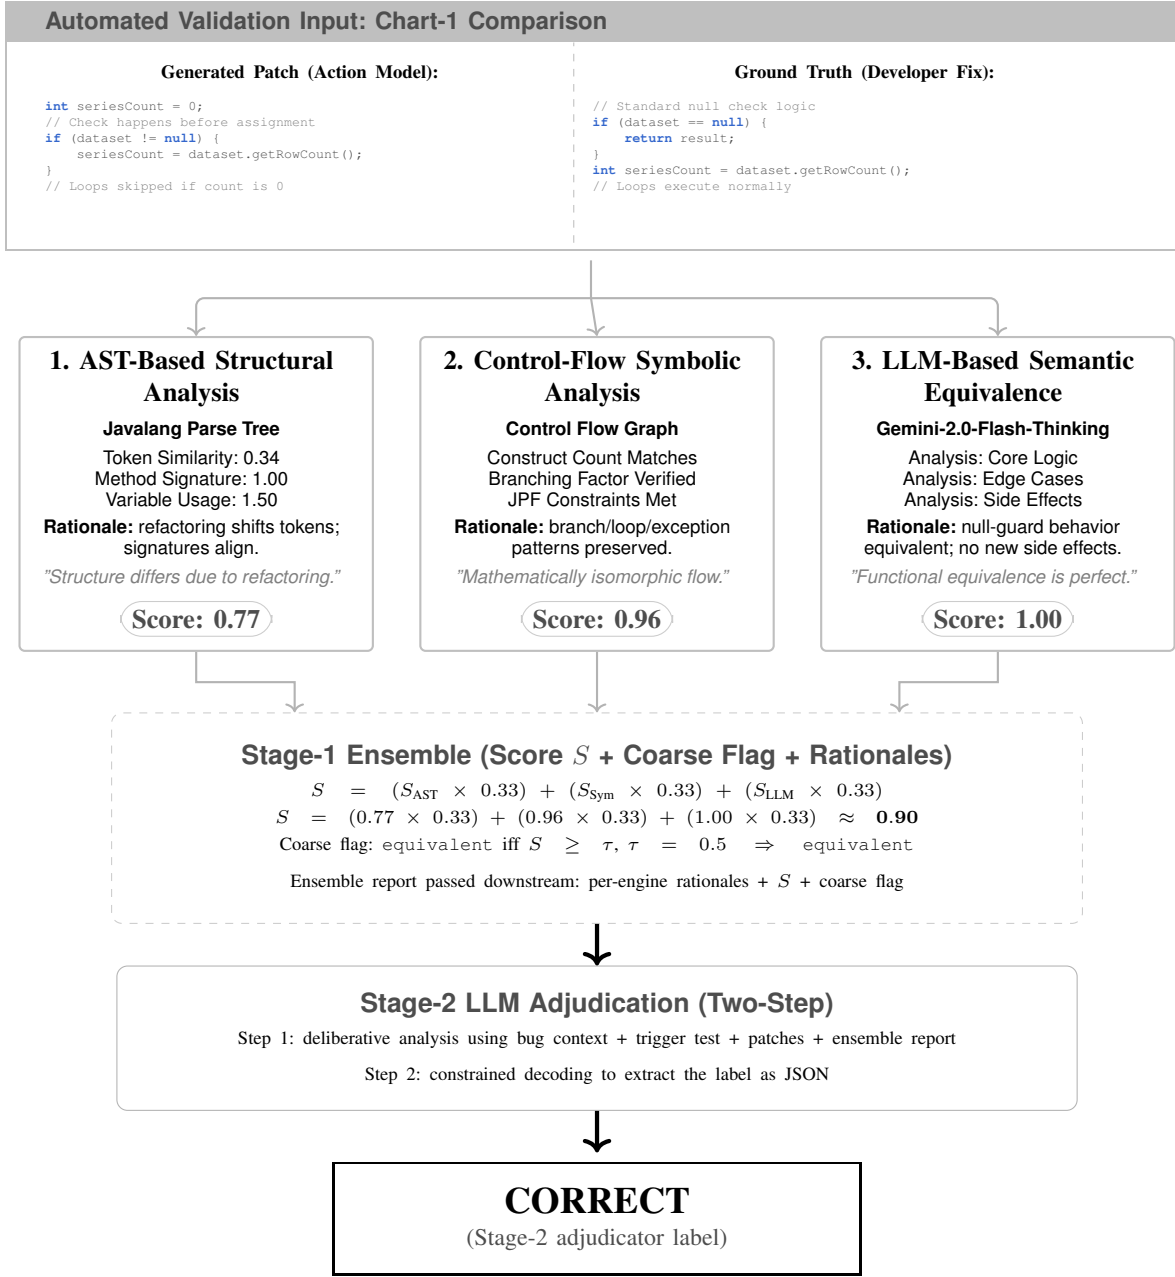 Automated Validation Input: Chart-1 Comparison
Generated Patch (Action Model):
int seriesCount = 0;
// Check happens before assignment
if (dataset != null) {
    seriesCount = dataset.getRowCount();
}
// Loops skipped if count is 0
Ground Truth (Developer Fix):
// Standard null check logic
if (dataset == null) {
    return result;
}
int seriesCount = dataset.getRowCount();
// Loops execute normally
1. AST-Based Structural
Analysis
Javalang Parse Tree
Token Similarity: 0.34
Method Signature: 1.00
Variable Usage: 1.50
Rationale: refactoring shifts tokens;
signatures align.
"Structure differs due to refactoring."
Score: 0.77
2. Control-Flow Symbolic
Analysis
Control Flow Graph
Construct Count Matches
Branching Factor Verified
JPF Constraints Met
Rationale: branch/loop/exception
patterns preserved.
"Mathematically isomorphic flow."
Score: 0.96
3. LLM-Based Semantic
Equivalence
Gemini-2.0-Flash-Thinking
Analysis: Core Logic
Analysis: Edge Cases
Analysis: Side Effects
Rationale: null-guard behavior
equivalent; no new side effects.
"Functional equivalence is perfect."
Score: 1.00
Stage-1 Ensemble (Score S + Coarse Flag + Rationales)
S = (S_AST × 0.33) + (S_Sym × 0.33) + (S_LLM × 0.33)
S = (0.77 × 0.33) + (0.96 × 0.33) + (1.00 × 0.33) ≈ 0.90
Coarse flag: equivalent iff S ≥ τ, τ = 0.5 ⇒ equivalent
Ensemble report passed downstream: per-engine rationales + S + coarse flag
Stage-2 LLM Adjudication (Two-Step)
Step 1: deliberative analysis using bug context + trigger test + patches + ensemble report
Step 2: constrained decoding to extract the label as JSON
CORRECT
(Stage-2 adjudicator label)